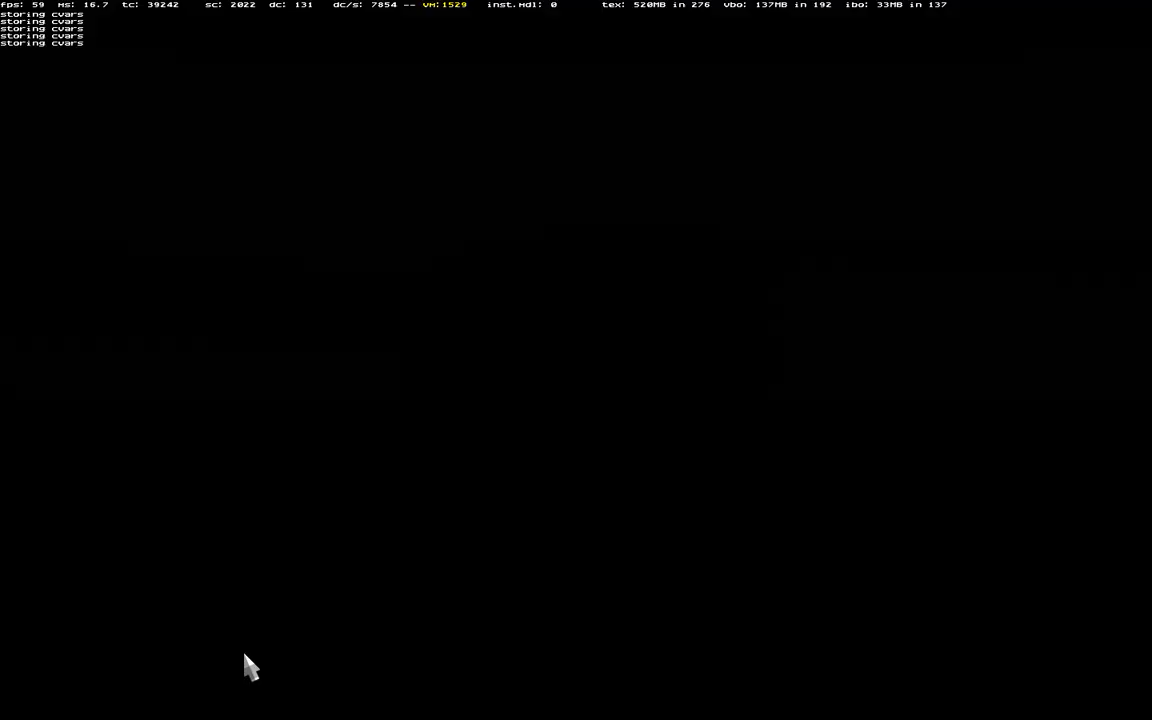 fps: 59 ms: 16.7 tc: 39242 sc: 2022 dc: 131 dc/s: 7854 -- vm:1529 inst.mdl: 0 tex: 520MB in 276 vbo: 137MB in 192 ibo: 33MB in 137
storing cvars
storing cvars
storing cvars
storing cvars
storing cvars